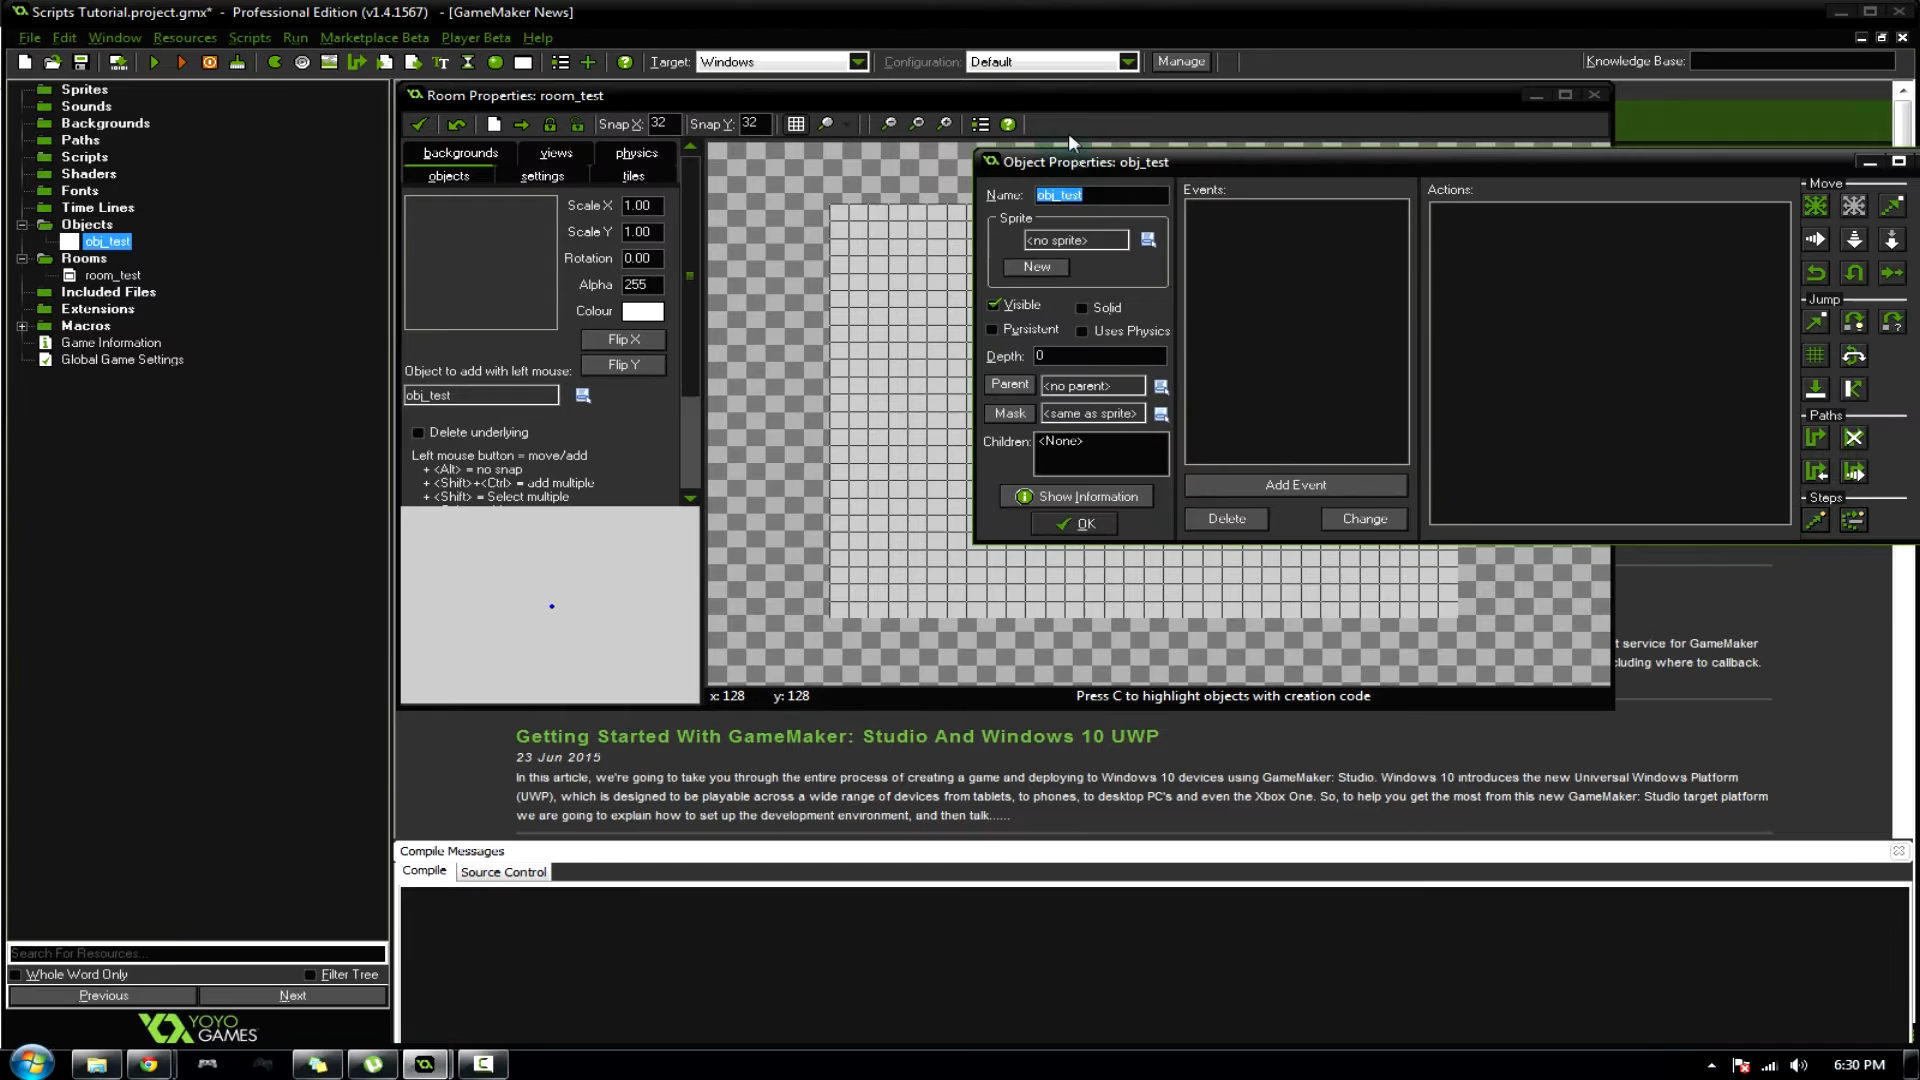 Scripts Tutorial.project.gmx* - Professional Edition (v1.4.1567) - [GameMaker News]
File Edit Window Resources Scripts Run Marketplace Beta Player Beta Help
Target: Windows Configuration: Default Manage Knowledge Base:
Sprites
Sounds
Backgrounds
Paths
Scripts
Shaders
Fonts
Time Lines
Objects
obj_test
Rooms
room_test
Included Files
Extensions
Macros
Game Information
Global Game Settings
Search For Resources...
Whole Word Only Filter Tree
Previous Next
YOYO
GAMES
Room Properties: room_test
Snap X: 32 Snap Y: 32
backgrounds views physics
objects settings tiles
Scale X 1.00
Scale Y 1.00
Rotation 0.00
Alpha 255
Colour
Flip X
Flip Y
Object to add with left mouse:
obj_test
Delete underlying
Left mouse button = move/add
+ <Alt> = no snap
+ <Shift>+<Ctrl> = add multiple
+ <Shift> = Select multiple
x: 128 y: 128 Press C to highlight objects with creation code
Object Properties: obj_test
Name: obj_test
Sprite
<no sprite>
New
Visible Solid
Persistent Uses Physics
Depth: 0
Parent <no parent>
Mask <same as sprite>
Children: <None>
Show Information
OK
Events:
Add Event
Delete Change
Actions:
Move
Jump
Paths
Steps
t service for GameMaker
cluding where to callback.
Getting Started With GameMaker: Studio And Windows 10 UWP
23 Jun 2015
In this article, we're going to take you through the entire process of creating a game and deploying to Windows 10 devices using GameMaker: Studio. Windows 10 introduces the new Universal Windows Platform
(UWP), which is designed to be playable across a wide range of devices from tablets, to phones, to desktop PC's and even the Xbox One. So, to help you get the most from this new GameMaker: Studio target platform
we are going to explain how to set up the development environment, and then talk......
Compile Messages
Compile Source Control
6:30 PM